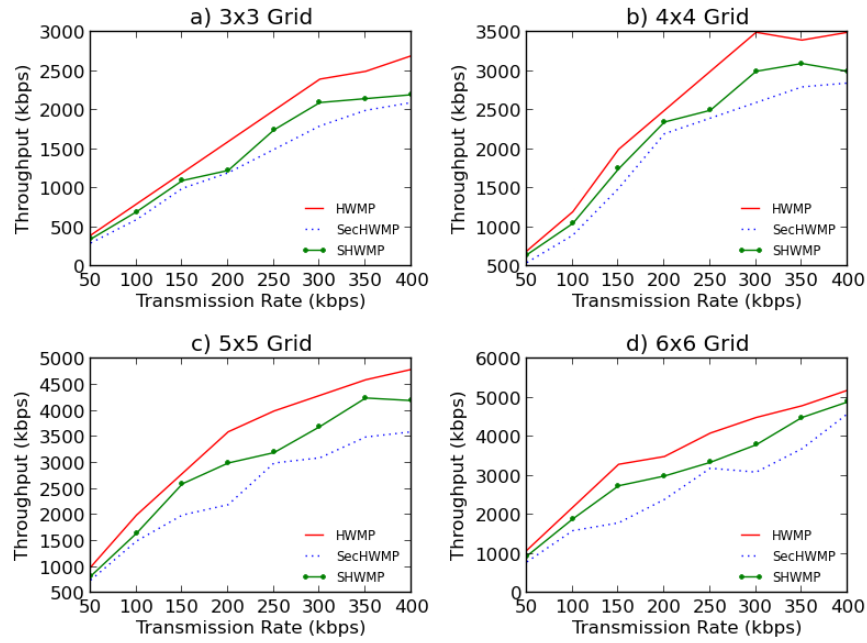 a) 3x3 Grid
3000
2500
2000
1500
1000
500
0
Throughput (kbps)
HWMP
SecHWMP
SHWMP
50 100 150 200 250 300 350 400
Transmission Rate (kbps)
b) 4x4 Grid
3500
3000
2500
2000
1500
1000
500
Throughput (kbps)
HWMP
SecHWMP
SHWMP
50 100 150 200 250 300 350 400
Transmission Rate (kbps)
c) 5x5 Grid
5000
4500
4000
3500
3000
2500
2000
1500
1000
500
Throughput (kbps)
HWMP
SecHWMP
SHWMP
50 100 150 200 250 300 350 400
Transmission Rate (kbps)
d) 6x6 Grid
6000
5000
4000
3000
2000
1000
0
Throughput (kbps)
HWMP
SecHWMP
SHWMP
50 100 150 200 250 300 350 400
Transmission Rate (kbps)